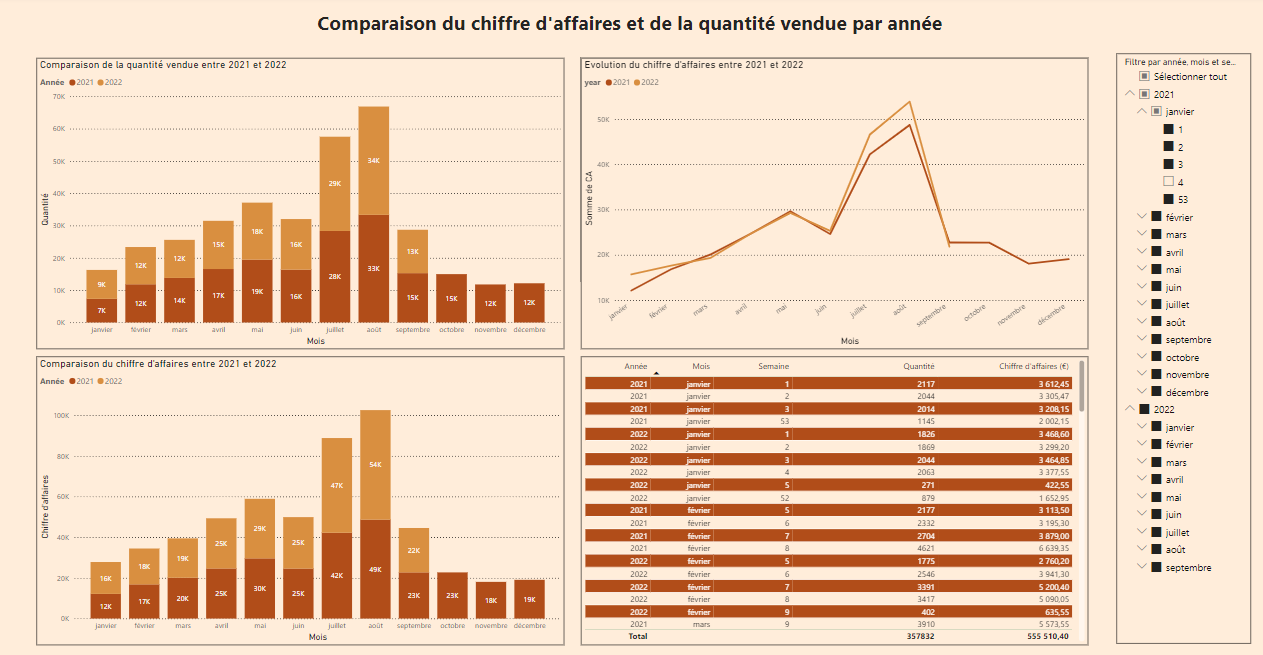 Comparaison du chiffre d'affaires et de la quantité vendue par année
Comparaison de la quantité vendue entre 2021 et 2022
Année 2021 2022
70K
60K
50K
40K
30K
20K
10K
0K
Quantité
9K 12K 12K 15K 18K 16K 29K 34K 13K
7K 12K 14K 17K 19K 16K 28K 33K 15K 15K 12K 12K
janvier février mars avril mai juin juillet août septembre octobre novembre décembre
Mois
Evolution du chiffre d'affaires entre 2021 et 2022
year 2021 2022
50K
40K
30K
20K
10K
Somme de CA
janvier février mars avril mai juin juillet août septembre octobre novembre décembre
Mois
Comparaison du chiffre d'affaires entre 2021 et 2022
Année 2021 2022
100K
80K
60K
40K
20K
0K
Chiffre d'affaires
16K 18K 19K 25K 29K 25K 47K 54K 22K
12K 17K 20K 25K 30K 25K 42K 49K 23K 23K 18K 19K
janvier février mars avril mai juin juillet août septembre octobre novembre décembre
Mois
Année Mois Semaine Quantité Chiffre d'affaires (€)
2021 janvier 1 2117 3 612,45
2021 janvier 2 2044 3 305,47
2021 janvier 3 2014 3 208,15
2021 janvier 53 1145 2 002,15
2022 janvier 1 1826 3 468,60
2022 janvier 2 1869 3 299,20
2022 janvier 3 2044 3 464,85
2022 janvier 4 2063 3 377,55
2022 janvier 5 271 422,55
2022 janvier 52 879 1 652,95
2021 février 5 2177 3 113,50
2021 février 6 2332 3 195,30
2021 février 7 2704 3 879,00
2021 février 8 4621 6 639,35
2022 février 5 1775 2 760,20
2022 février 6 2546 3 941,30
2022 février 7 3391 5 200,40
2022 février 8 3417 5 090,05
2022 février 9 402 635,55
2021 mars 9 3910 5 573,55
Total 357832 555 510,40
Filtre par année, mois et se...
Sélectionner tout
2021
janvier
1
2
3
4
53
février
mars
avril
mai
juin
juillet
août
septembre
octobre
novembre
décembre
2022
janvier
février
mars
avril
mai
juin
juillet
août
septembre